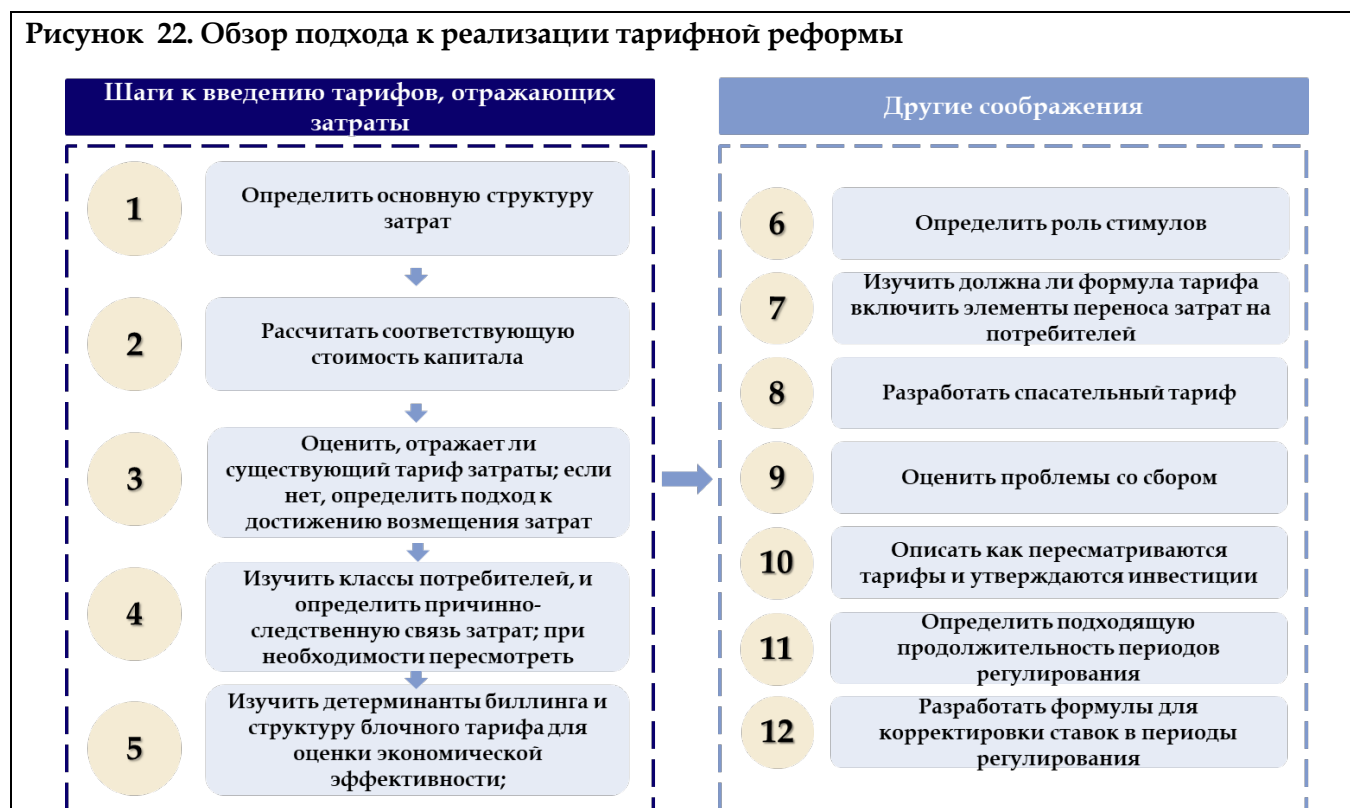 Рисунок 22. Обзор подхода к реализации тарифной реформы
Шаги к введению тарифов, отражающих
затраты
1
Определить основную структуру
затрат
2
Рассчитать соответствующую
стоимость капитала
3
Оценить, отражает ли
существующий тариф затраты; если
нет, определить подход к
достижению возмещения затрат
4
Изучить классы потребителей, и
определить причинно-
следственную связь затрат; при
необходимости пересмотреть
5
Изучить детерминанты биллинга и
структуру блочного тарифа для
оценки экономической
эффективности;
Другие соображения
6
Определить роль стимулов
7
Изучить должна ли формула тарифа
включить элементы переноса затрат на
потребителей
8
Разработать спасательный тариф
9
Оценить проблемы со сбором
10
Описать как пересматриваются
тарифы и утверждаются инвестиции
11
Определить подходящую
продолжительность периодов
регулирования
12
Разработать формулы для
корректировки ставок в периоды
регулирования